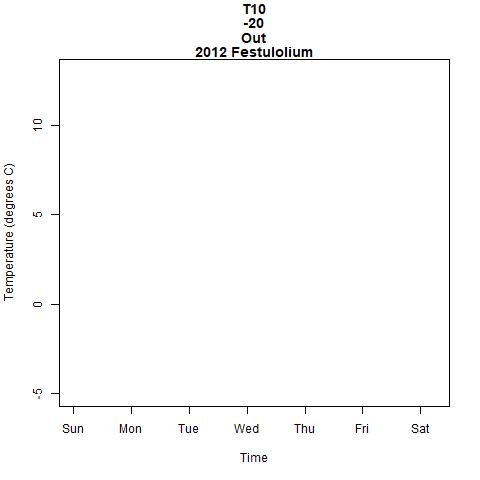 T10
-20
Out
2012 Festulolium
10
5
0
-5
Temperature (degrees C)
Sun Mon Tue Wed Thu Fri Sat
Time